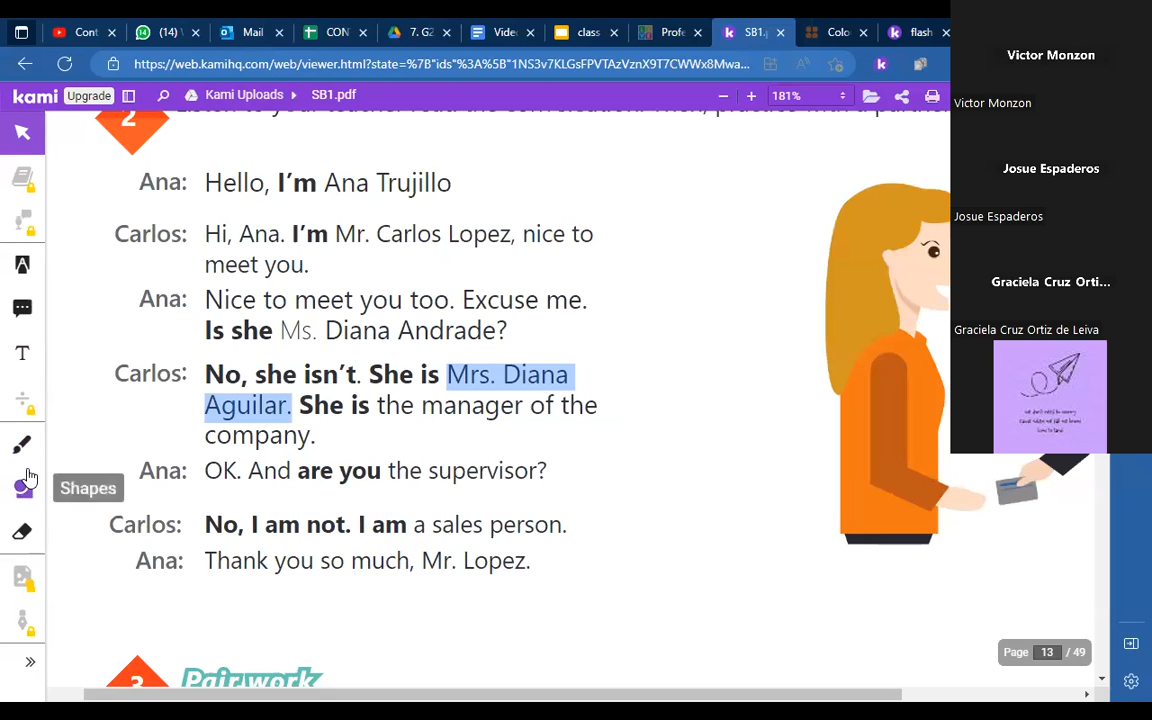 Cont
(14)
Mail
CON
7. G2
Vide
class
Profe
SB1.
Colo
flash
https://web.kamihq.com/web/viewer.html?state=%7B"ids"%3A%5B"1NS3v7KLGsFPVTAzVznX9T7CWWx8Mwa...
kami Upgrade
Kami Uploads
SB1.pdf
181%
2
Ana: Hello, I'm Ana Trujillo
Carlos: Hi, Ana. I'm Mr. Carlos Lopez, nice to
meet you.
Ana: Nice to meet you too. Excuse me.
Is she Ms. Diana Andrade?
Carlos: No, she isn't. She is Mrs. Diana
Aguilar. She is the manager of the
company.
Ana: OK. And are you the supervisor?
Carlos: No, I am not. I am a sales person.
Ana: Thank you so much, Mr. Lopez.
Shapes
3 Pair work
Page 13 / 49
Victor Monzon
Victor Monzon
Josue Espaderos
Josue Espaderos
Graciela Cruz Orti...
Graciela Cruz Ortiz de Leiva